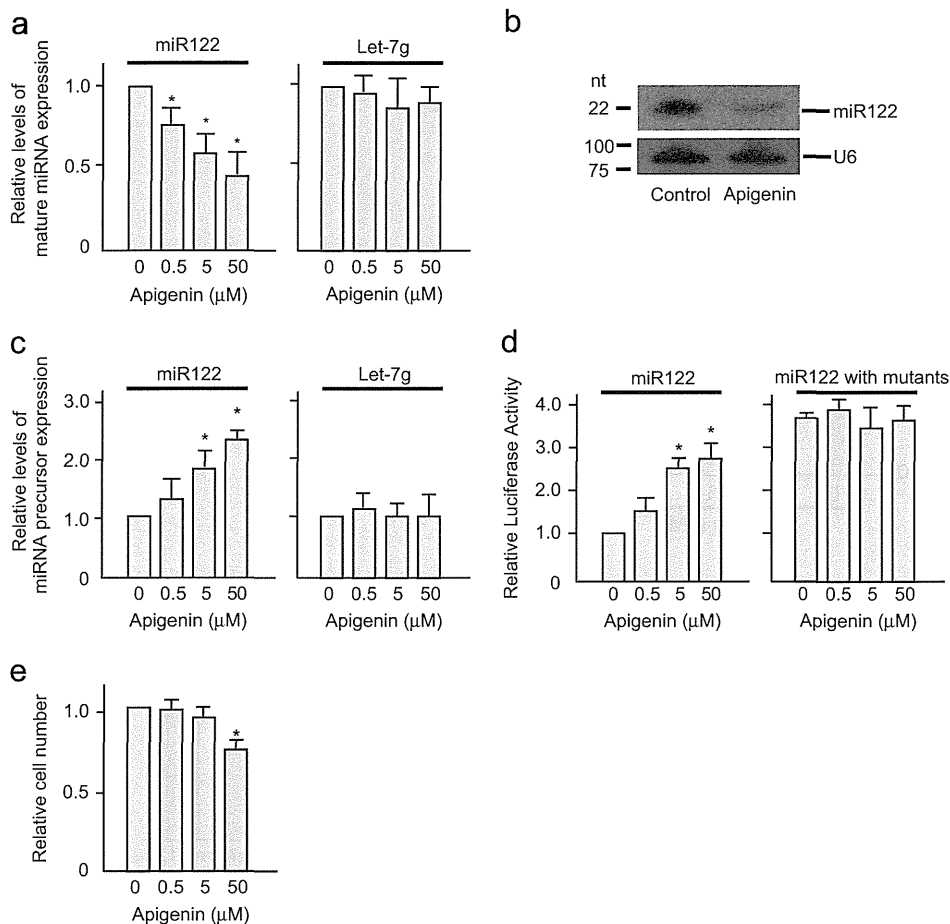 a
miR122
Let-7g
Relative levels of
mature miRNA expression
1.0
0.5
0
*
*
*
0 0.5 5 50
Apigenin (μM)
0 0.5 5 50
Apigenin (μM)
b
nt
22
100
75
miR122
U6
Control Apigenin
c
miR122
Let-7g
Relative levels of
miRNA precursor expression
3.0
2.0
1.0
0
*
*
0 0.5 5 50
Apigenin (μM)
0 0.5 5 50
Apigenin (μM)
d
miR122
miR122 with mutants
Relative Luciferase Activity
4.0
3.0
2.0
1.0
0
*
*
0 0.5 5 50
Apigenin (μM)
0 0.5 5 50
Apigenin (μM)
e
Relative cell number
1.0
0.5
0
*
0 0.5 5 50
Apigenin (μM)